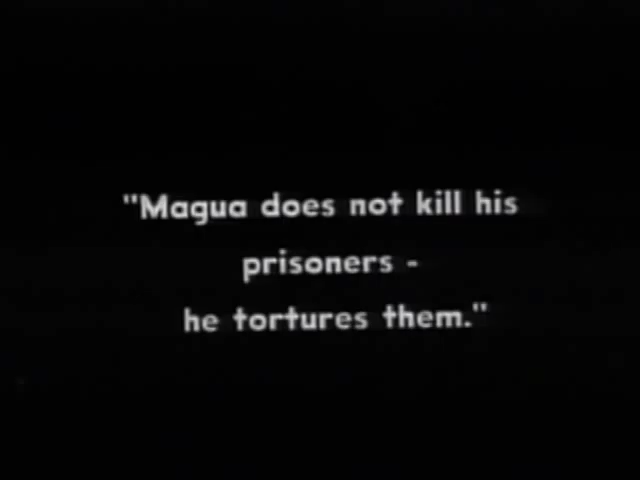 "Magua does not kill his
prisoners -
he tortures them."